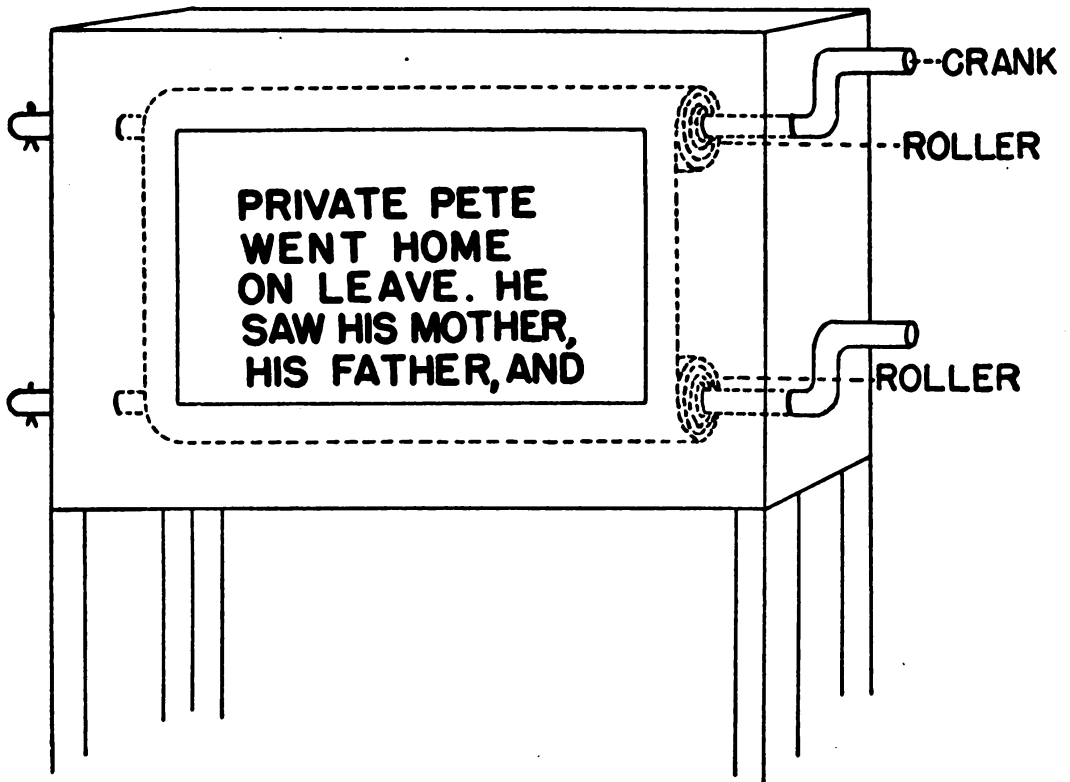 CRANK
ROLLER
PRIVATE PETE
WENT HOME
ON LEAVE. HE
SAW HIS MOTHER,
HIS FATHER, AND
ROLLER